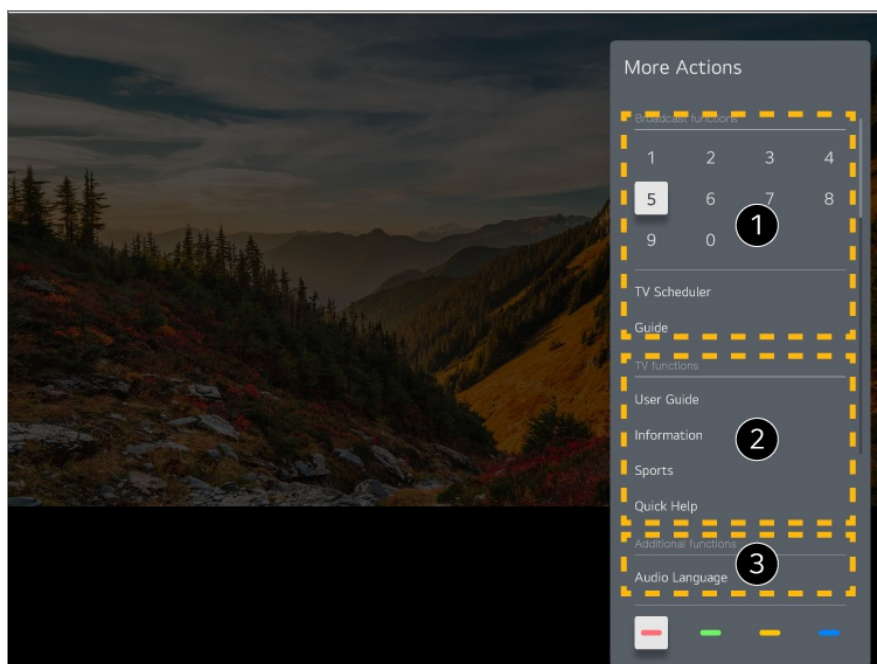 More Actions
Broadcast functions
1 2 3 4
5 6 7 8
1
9 0
TV Scheduler
Guide
TV functions
User Guide
Information
2
Sports
Quick Help
Additional functions
3
Audio Language